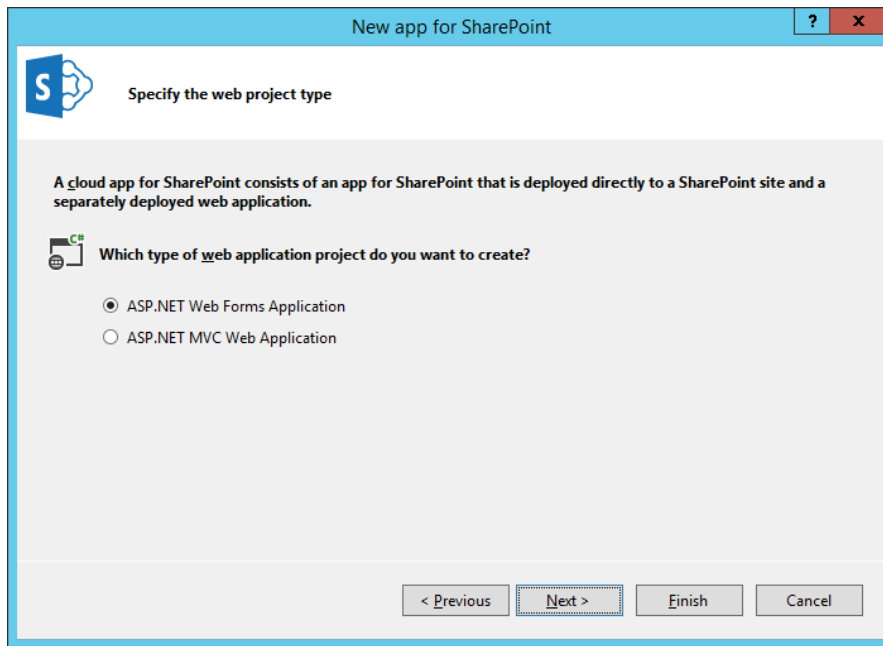 New app for SharePoint
?
x
S
Specify the web project type
A cloud app for SharePoint consists of an app for SharePoint that is deployed directly to a SharePoint site and a
separately deployed web application.
C#
Which type of web application project do you want to create?
ASP.NET Web Forms Application
ASP.NET MVC Web Application
< Previous
Next >
Finish
Cancel